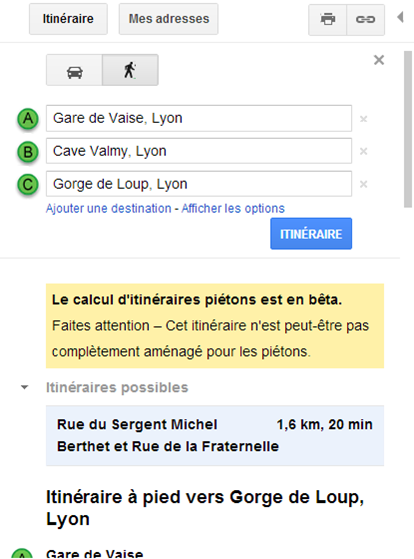 Itinéraire Mes adresses
A Gare de Vaise, Lyon ×
B Cave Valmy, Lyon ×
C Gorge de Loup, Lyon ×
Ajouter une destination - Afficher les options
ITINÉRAIRE
Le calcul d'itinéraires piétons est en bêta.
Faites attention – Cet itinéraire n'est peut-être pas
complètement aménagé pour les piétons.
Itinéraires possibles
Rue du Sergent Michel 1,6 km, 20 min
Berthet et Rue de la Fraternelle
Itinéraire à pied vers Gorge de Loup,
Lyon
A Gare de Vaise